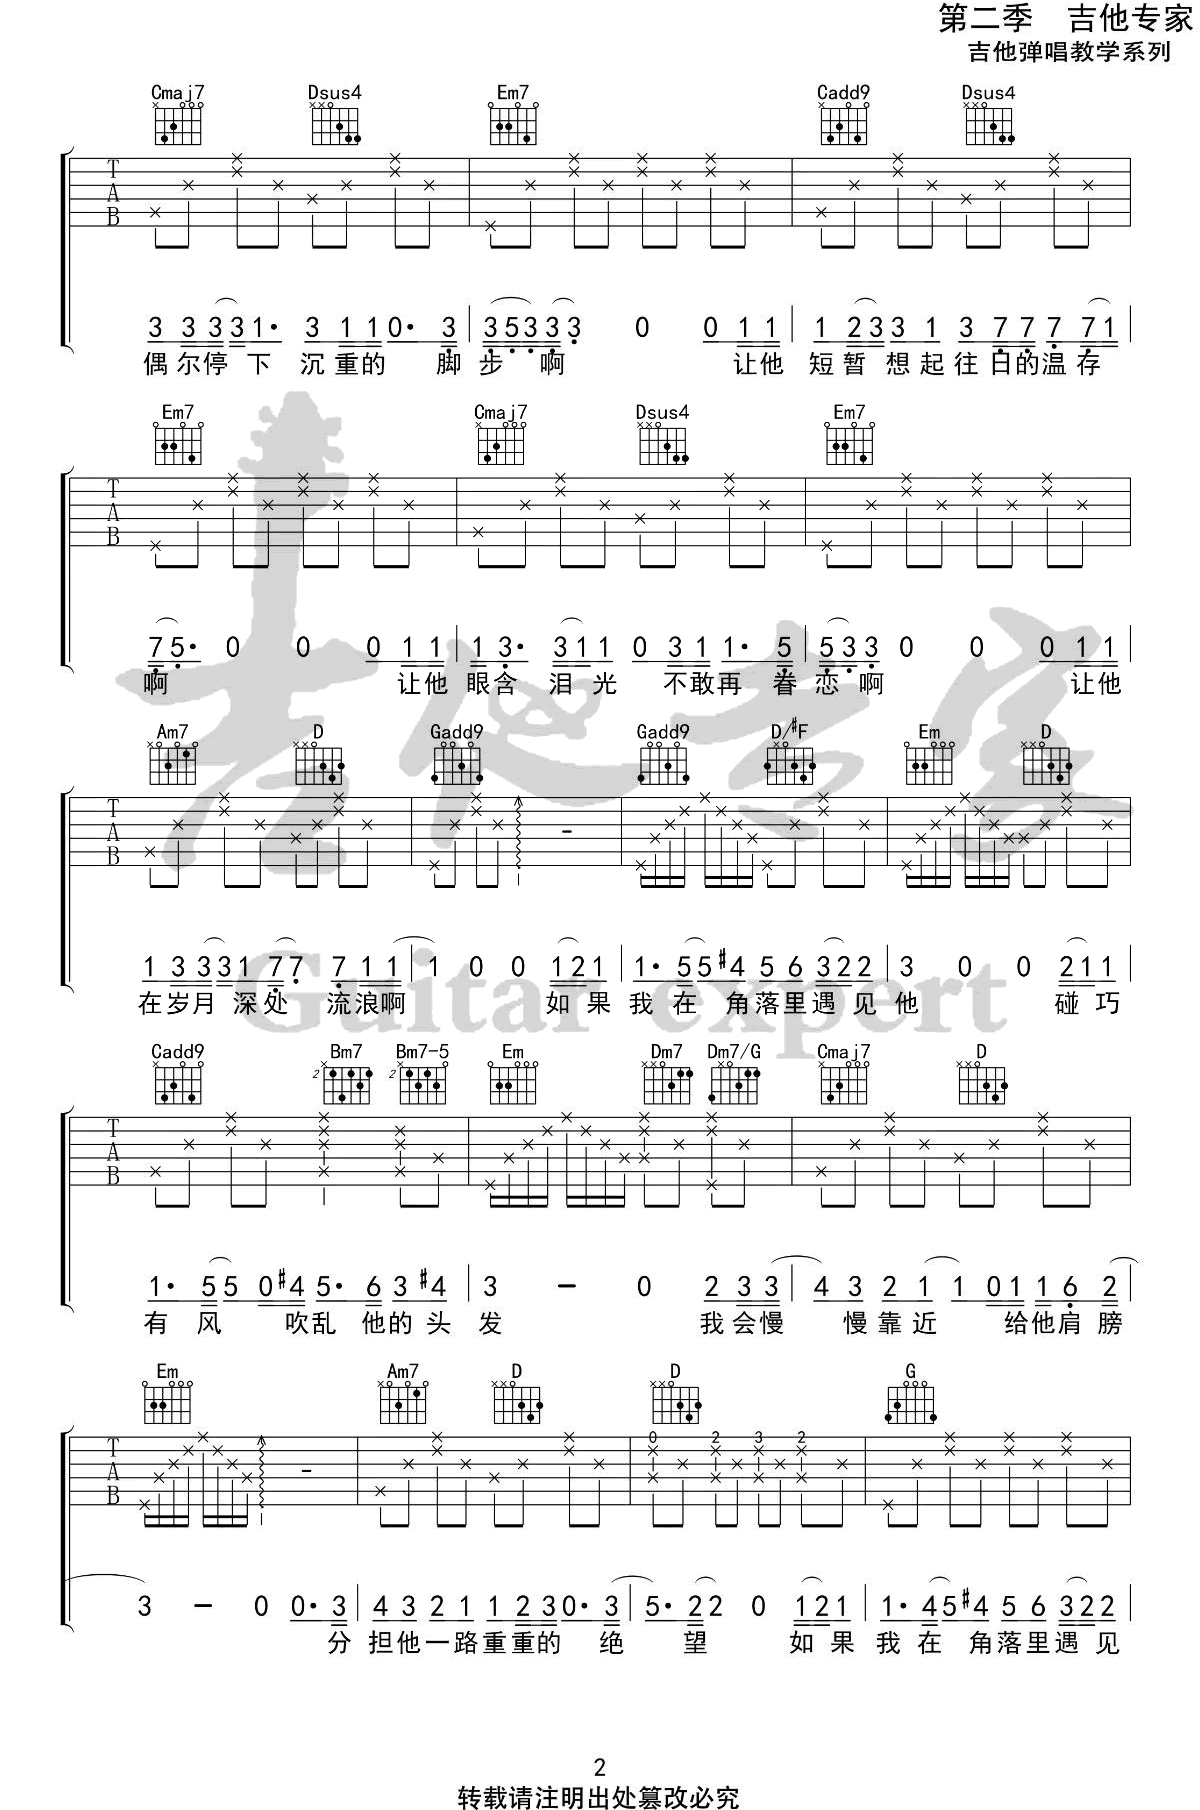 第二季 吉他专家
吉他弹唱教学系列
Cmaj7 Dsus4 Em7 Cadd9 Dsus4
T A B
3 3 3 3 1· 3 1 1 0· 3 3 5 3 3 3 0 0 1 1 1 2 3 3 1 3 7 7 7 7 1
偶尔停下 沉重的 脚步 啊 让他 短暂 想起往日的温存
Em7 Cmaj7 Dsus4 Em7
T A B
7 5· 0 0 0 1 1 1 3· 3 1 1 0 3 1 1· 5 5 3 3 0 0 0 1 1
啊 让他 眼含 泪光 不敢再 眷恋 啊 让他
Am7 D Gadd9 Gadd9 D/#F Em D
T A B
1 3 3 3 1 7 7 7 1 1 1 0 0 1 2 1 1· 5 5 #4 5 6 3 2 2 3 0 0 2 1 1
在岁月 深处 流浪啊 如果 我在 角落里遇见他 碰巧
Guitar expert
Cadd9 2 Bm7 2 Bm7-5 Em Dm7 Dm7/G Cmaj7 D
T A B
1· 5 5 0 #4 5· 6 3 #4 3 – 0 2 3 3 4 3 2 1 1 0 1 1 6 2
有 风 吹乱 他的头发 我会慢 慢靠近 给他肩膀
Em Am7 D D G
0 2 3 2
T A B
3 – 0 0· 3 4 3 2 1 1 2 3 0· 3 5· 2 2 0 1 2 1 1· 4 5 #4 5 6 3 2 2
分 担他一路重重的 绝 望 如果 我在 角落里遇见
2
转载请注明出处篡改必究